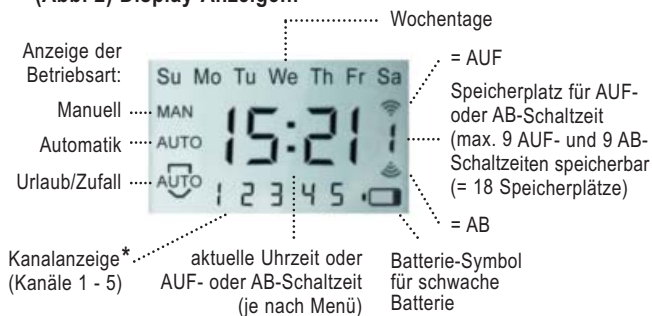 (Abb. 2) Display-Anzeigen:
Wochentage
Anzeige der
Betriebsart:
Manuell
Automatik
Urlaub/Zufall
Su Mo Tu We Th Fr Sa
MAN
AUTO
AUTO
15:21
1
1 2 3 4 5
= AUF
Speicherplatz für AUF-
oder AB-Schaltzeit
(max. 9 AUF- und 9 AB-
Schaltzeiten speicherbar
(= 18 Speicherplätze)
= AB
Kanalanzeige*
(Kanäle 1 - 5)
aktuelle Uhrzeit oder
AUF- oder AB-Schaltzeit
(je nach Menü)
Batterie-Symbol
für schwache
Batterie